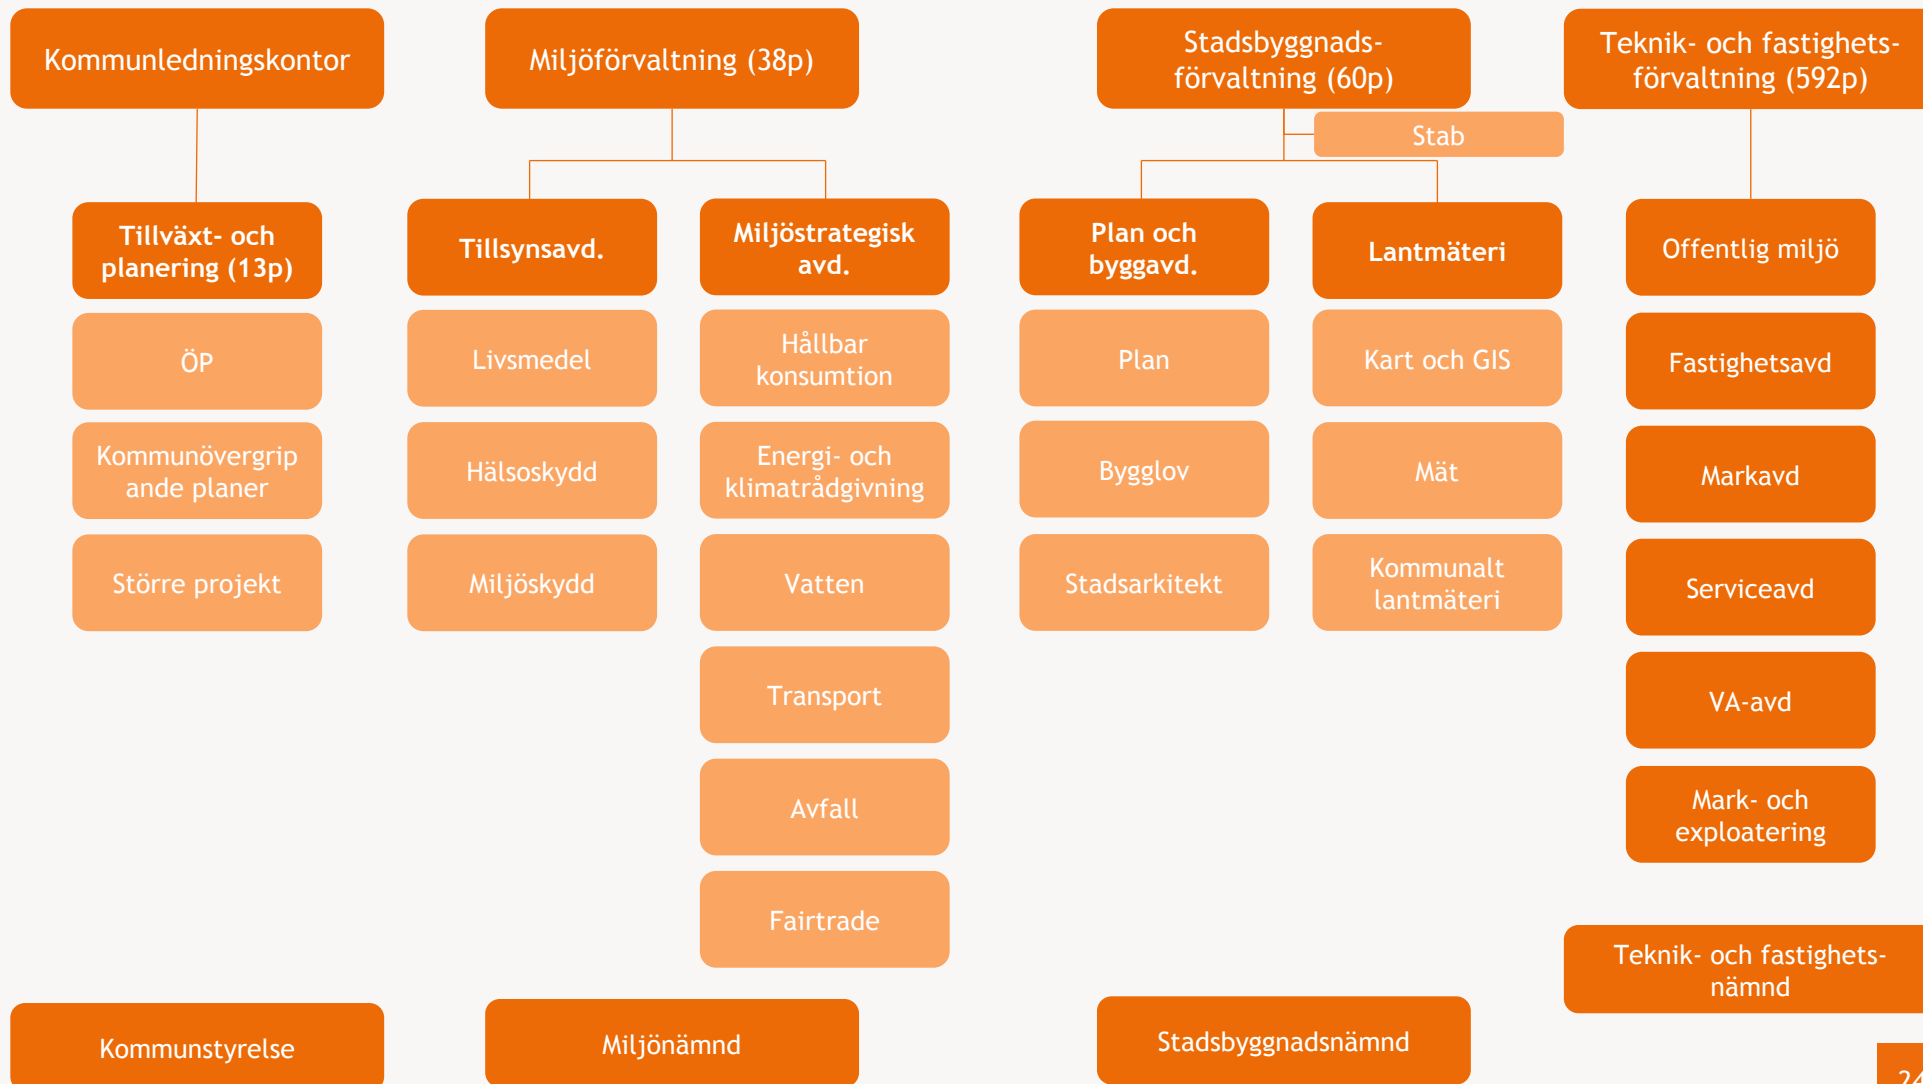 Kommunledningskontor
Miljöförvaltning (38p)
Stadsbyggnads-
förvaltning (60p)
Teknik- och fastighets-
förvaltning (592p)
Stab
Tillväxt- och
planering (13p)
ÖP
Kommunövergrip
ande planer
Större projekt
Tillsynsavd.
Livsmedel
Hälsoskydd
Miljöskydd
Miljöstrategisk
avd.
Hållbar
konsumtion
Energi- och
klimatrådgivning
Vatten
Transport
Avfall
Fairtrade
Plan och
byggavd.
Plan
Bygglov
Stadsarkitekt
Lantmäteri
Kart och GIS
Mät
Kommunalt
lantmäteri
Offentlig miljö
Fastighetsavd
Markavd
Serviceavd
VA-avd
Mark- och
exploatering
Kommunstyrelse
Miljönämnd
Stadsbyggnadsnämnd
Teknik- och fastighets-
nämnd